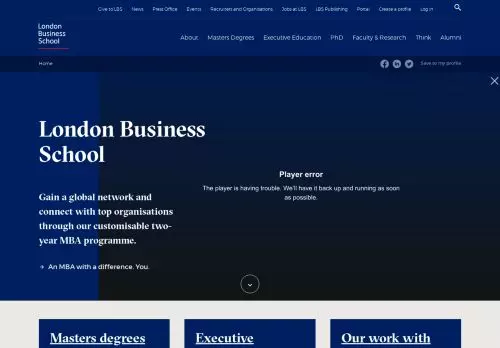 Give to LBS News Press Office Events Recruiters and Organisations Jobs at LBS LBS Publishing Portal Create a profile Log in
London
Business
School
About Masters Degrees Executive Education PhD Faculty & Research Think Alumni
Home
Save to my profile
London Business
School
Player error
The player is having trouble. We'll have it back up and running as soon
as possible.
Gain a global network and
connect with top organisations
through our customisable two-
year MBA programme.
An MBA with a difference. You.
Masters degrees
Executive
Our work with